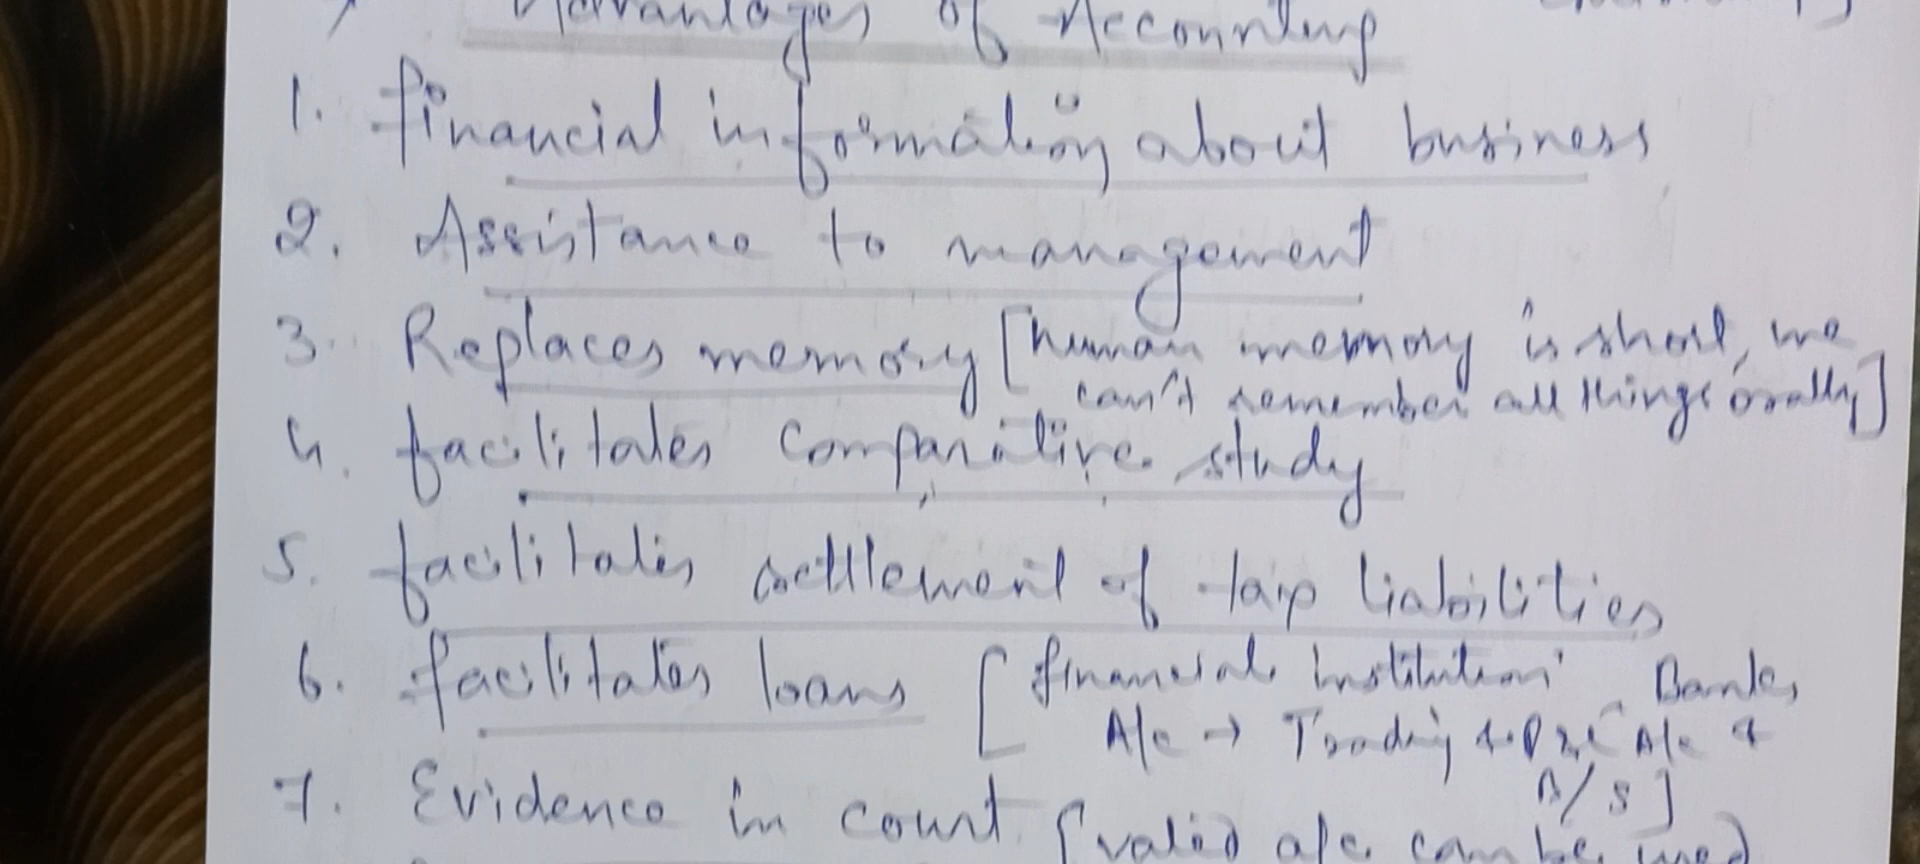 Advantages of Accounting
1. financial information about business
2. Assistance to management
3. Replaces memory [human memory is short, we
can't remember all things orally]
4. facilitates comparative study
5. facilitates settlement of tax liabilities
6. facilitates loans [financial institution Banks,
A/c → Trading & P & L A/c &
B/S]
7. Evidence in court [valid a/c can be used